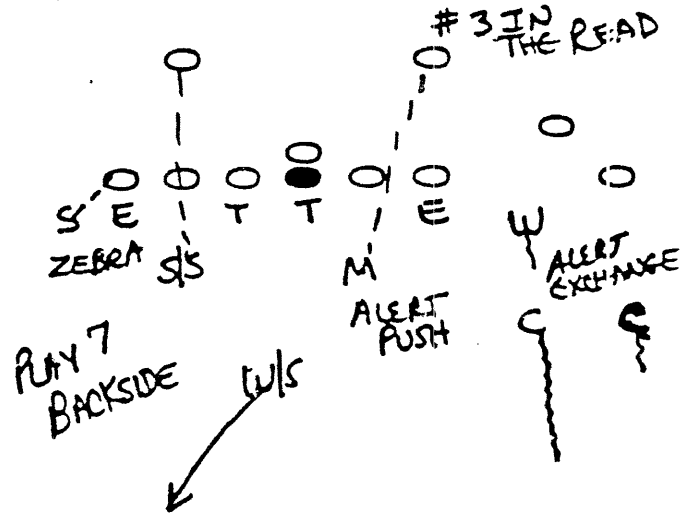 #3 IN
THE READ
S E T T E
ZEBRA S/S M W
ALERT
EXCHANGE
ALERT
PUSH
C C
PLAY 7
BACKSIDE
W/S